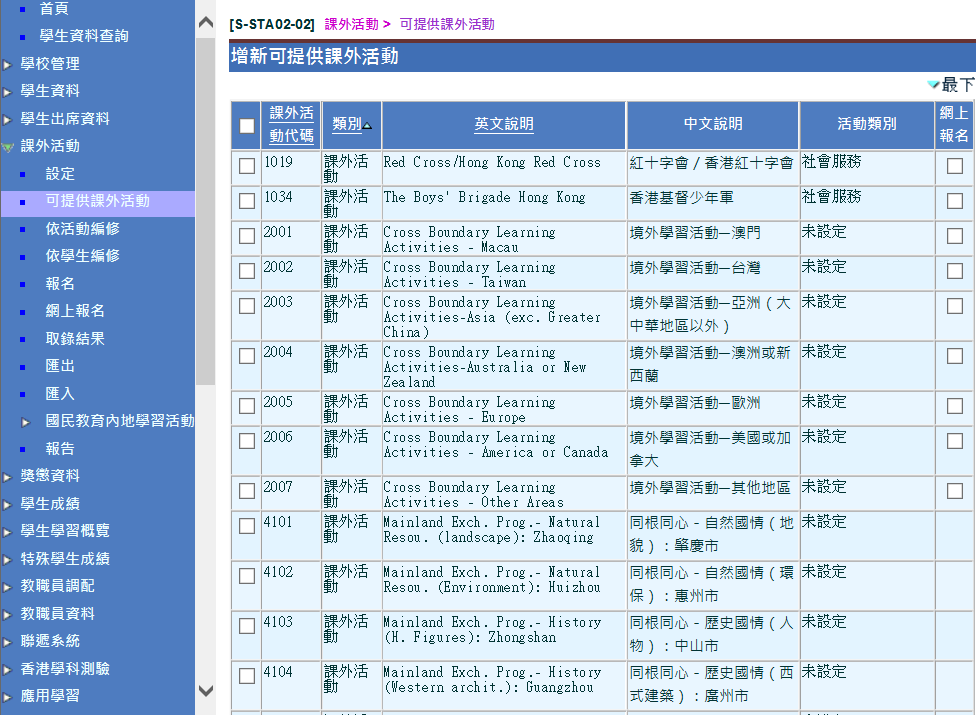 首頁
學生資料查詢
學校管理
學生資料
學生出席資料
課外活動
設定
可提供課外活動
依活動編修
依學生編修
報名
網上報名
取錄結果
匯出
匯入
國民教育內地學習活動
報告
獎懲資料
學生成績
學生學習概覽
特殊學生成績
教職員調配
教職員資料
聯遞系統
香港學科測驗
應用學習
[S-STA02-02] 課外活動 > 可提供課外活動
增新可提供課外活動
最下
課外活
動代碼
類別
英文說明
中文說明
活動類別
網上
報名
1019
課外活
動
Red Cross/Hong Kong Red Cross
紅十字會 / 香港紅十字會
社會服務
1034
課外活
動
The Boys' Brigade Hong Kong
香港基督少年軍
社會服務
2001
課外活
動
Cross Boundary Learning
Activities - Macau
境外學習活動─澳門
未設定
2002
課外活
動
Cross Boundary Learning
Activities - Taiwan
境外學習活動─台灣
未設定
2003
課外活
動
Cross Boundary Learning
Activities-Asia (exc. Greater
China)
境外學習活動─亞洲（大
中華地區以外）
未設定
2004
課外活
動
Cross Boundary Learning
Activities-Australia or New
Zealand
境外學習活動─澳洲或新
西蘭
未設定
2005
課外活
動
Cross Boundary Learning
Activities - Europe
境外學習活動─歐洲
未設定
2006
課外活
動
Cross Boundary Learning
Activities - America or Canada
境外學習活動─美國或加
拿大
未設定
2007
課外活
動
Cross Boundary Learning
Activities - Other Areas
境外學習活動─其他地區
未設定
4101
課外活
動
Mainland Exch. Prog.- Natural
Resou. (landscape): Zhaoqing
同根同心 - 自然國情（地
貌）：肇慶市
未設定
4102
課外活
動
Mainland Exch. Prog.- Natural
Resou. (Environment): Huizhou
同根同心 - 自然國情（環
保）：惠州市
未設定
4103
課外活
動
Mainland Exch. Prog.- History
(H. Figures): Zhongshan
同根同心 - 歷史國情（人
物）：中山市
未設定
4104
課外活
動
Mainland Exch. Prog.- History
(Western archit.): Guangzhou
同根同心 - 歷史國情（西
式建築）：廣州市
未設定